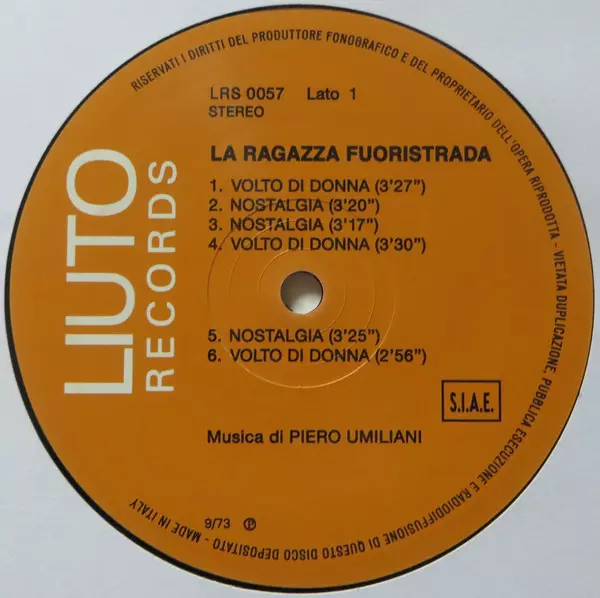 RISERVATI I DIRITTI DEL PRODUTTORE FONOGRAFICO E DEL PROPRIETARIO DELL'OPERA RIPRODOTTA - VIETATA DUPLICAZIONE, PUBBLICA ESECUZIONE E RADIODIFFUSIONE DI QUESTO DISCO DEPOSITATO - MADE IN ITALY
LIUTO
RECORDS
LRS 0057 Lato 1
STEREO
LA RAGAZZA FUORISTRADA
1. VOLTO DI DONNA (3'27")
2. NOSTALGIA (3'20")
3. NOSTALGIA (3'17")
4. VOLTO DI DONNA (3'30")
5. NOSTALGIA (3'25")
6. VOLTO DI DONNA (2'56")
S.I.A.E.
Musica di PIERO UMILIANI
9/73 ℗